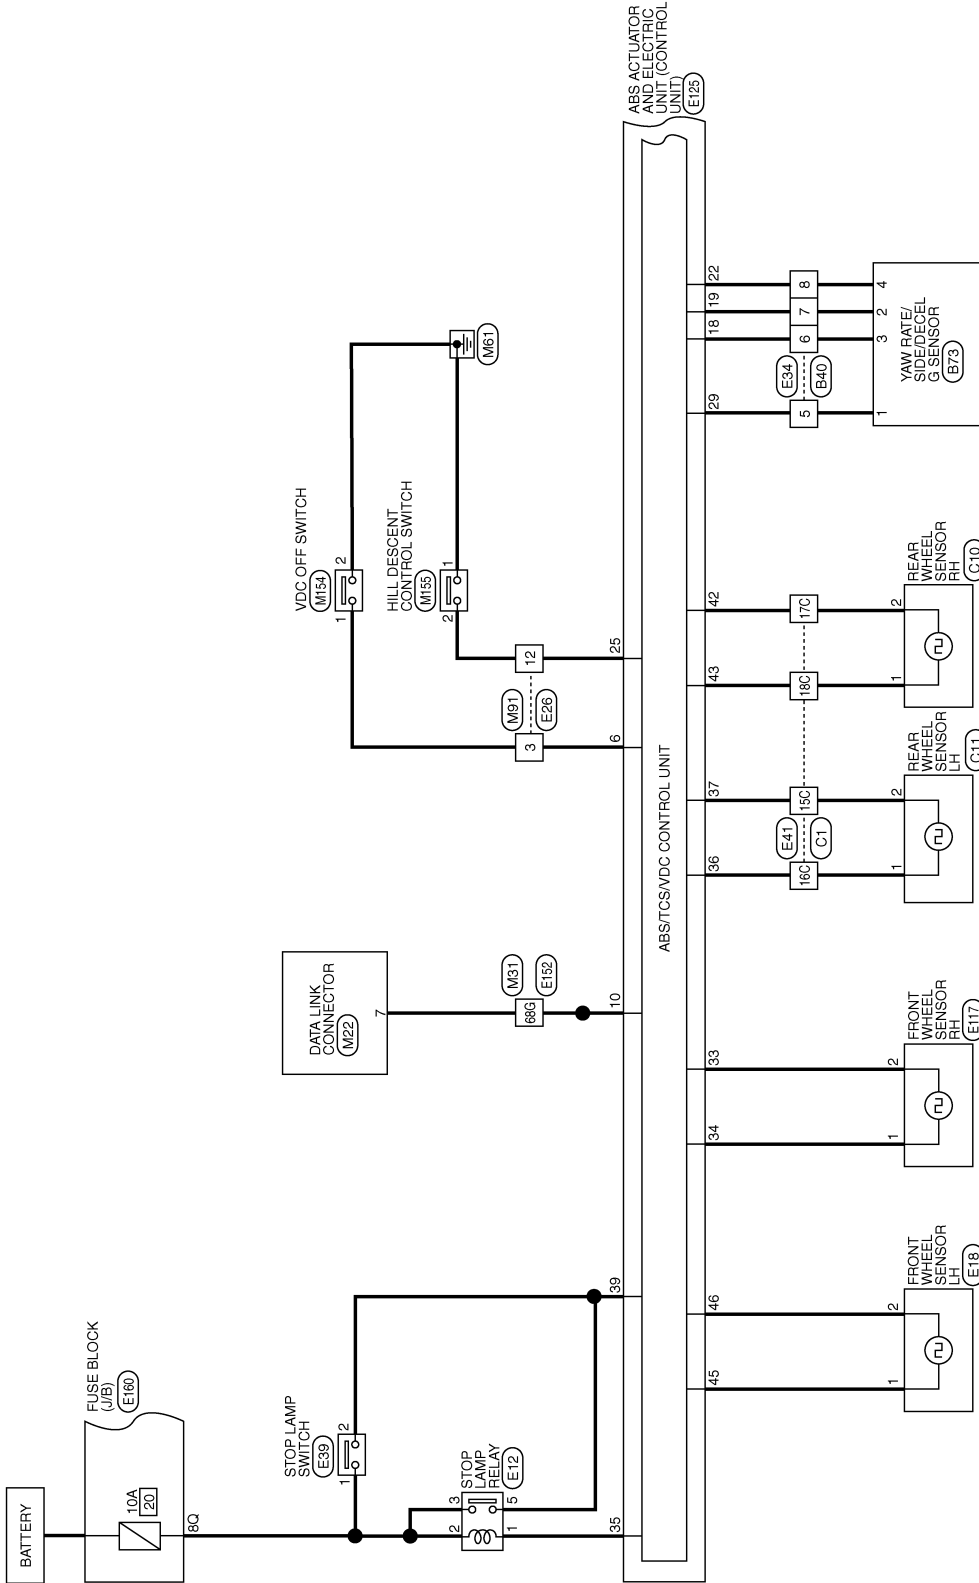 BATTERY
FUSE BLOCK
(J/B)
E160
10A
20
8Q
STOP LAMP
SWITCH
E39
1
2
STOP
LAMP
RELAY
E12
2
3
1
5
35
39
DATA LINK
CONNECTOR
M22
7
68G
M31
E152
10
VDC OFF SWITCH
M154
1
2
HILL DESCENT
CONTROL SWITCH
M155
2
1
M61
3
M91
E26
12
6
25
ABS ACTUATOR
AND ELECTRIC
UNIT (CONTROL
UNIT)
E125
ABS/TCS/VDC CONTROL UNIT
45
46
34
33
36
37
43
42
29
18
19
22
16C
E41
C1
15C
18C
17C
5
E34
B40
6
7
8
1
2
FRONT
WHEEL
SENSOR
LH
E18
1
2
FRONT
WHEEL
SENSOR
RH
E117
1
2
REAR
WHEEL
SENSOR
LH
C11
1
2
REAR
WHEEL
SENSOR
RH
C10
1
3
2
4
YAW RATE/
SIDE/DECEL
G SENSOR
B73